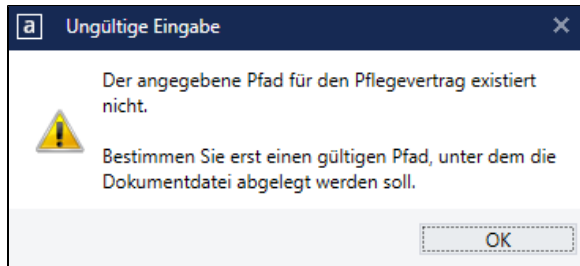 a Ungültige Eingabe
Der angegebene Pfad für den Pflegevertrag existiert
nicht.
Bestimmen Sie erst einen gültigen Pfad, unter dem die
Dokumentdatei abgelegt werden soll.
OK